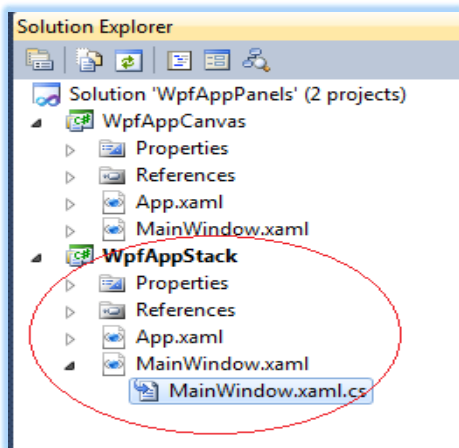 Solution Explorer
Solution 'WpfAppPanels' (2 projects)
WpfAppCanvas
Properties
References
App.xaml
MainWindow.xaml
WpfAppStack
Properties
References
App.xaml
MainWindow.xaml
MainWindow.xaml.cs